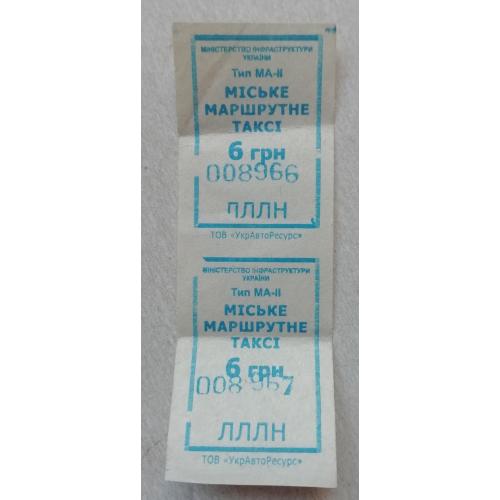 МІНІСТЕРСТВО ІНФРАСТРУКТУРИ
УКРАЇНИ
Тип МА-ІІ
МІСЬКЕ
МАРШРУТНЕ
ТАКСІ
6 грн
008966
ЛЛЛН
ТОВ «УкрАвтоРесурс»
МІНІСТЕРСТВО ІНФРАСТРУКТУРИ
УКРАЇНИ
Тип МА-ІІ
МІСЬКЕ
МАРШРУТНЕ
ТАКСІ
6 грн
008967
ЛЛЛН
ТОВ «УкрАвтоРесурс»